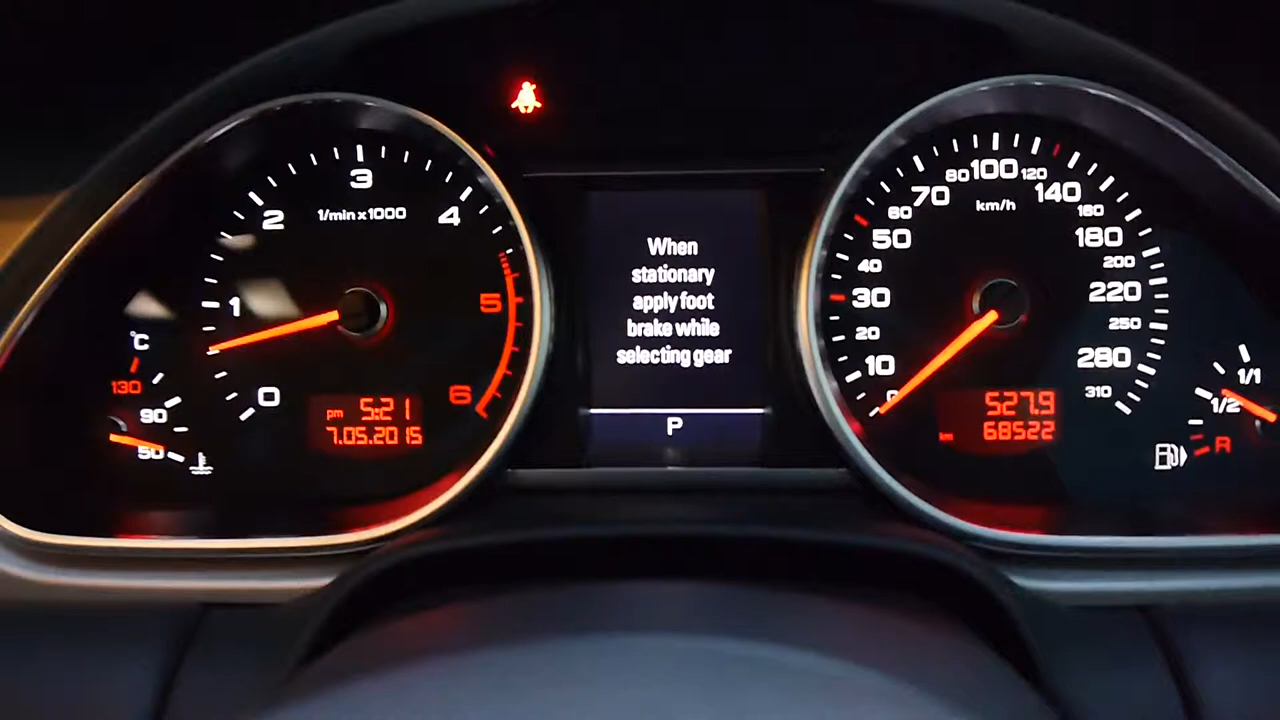 3
2
1/min x 1000
4
1
5
0
6
°C
130
90
50
pm 5:21
7.05.2015
When
stationary
apply foot
brake while
selecting gear
P
80 100 120
70 140
km/h
60 160
50 180
40 200
30 220
20 250
10 280
0 310
527.9
km 68522
1/1
1/2
R